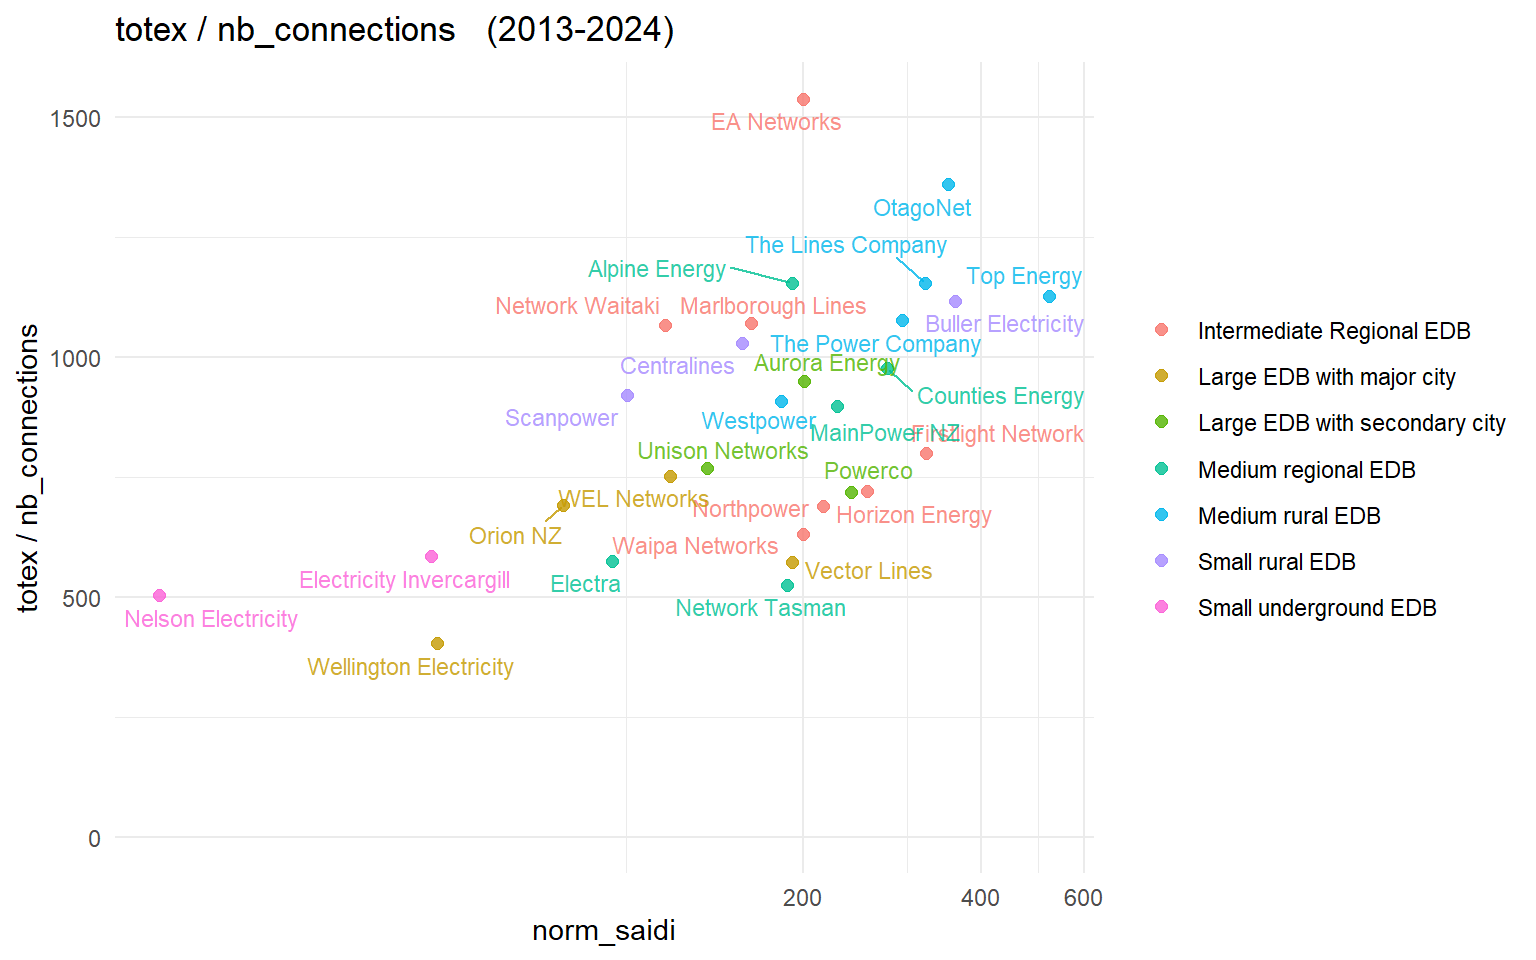 totex / nb_connections   (2013-2024)
1500
EA Networks
OtagoNet
The Lines Company
Alpine Energy
Top Energy
Network Waitaki
Marlborough Lines
Buller Electricity
The Power Company
1000
Centralines
Aurora Energy
Counties Energy
Scanpower
Westpower
MainPower NZ
Firstlight Network
Unison Networks
Powerco
WEL Networks
Northpower
Horizon Energy
Orion NZ
Waipa Networks
Vector Lines
Electricity Invercargill
Electra
500
Network Tasman
Nelson Electricity
Wellington Electricity
0
200
400
600
norm_saidi
totex / nb_connections
Intermediate Regional EDB
Large EDB with major city
Large EDB with secondary city
Medium regional EDB
Medium rural EDB
Small rural EDB
Small underground EDB